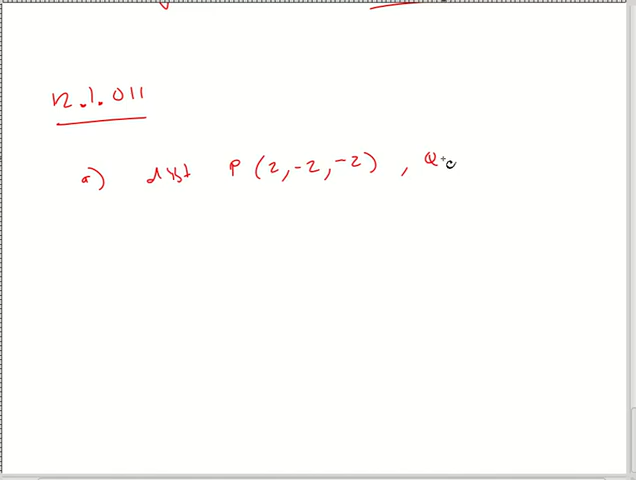 12.1.011
a) dist P (2, -2, -2) , Q